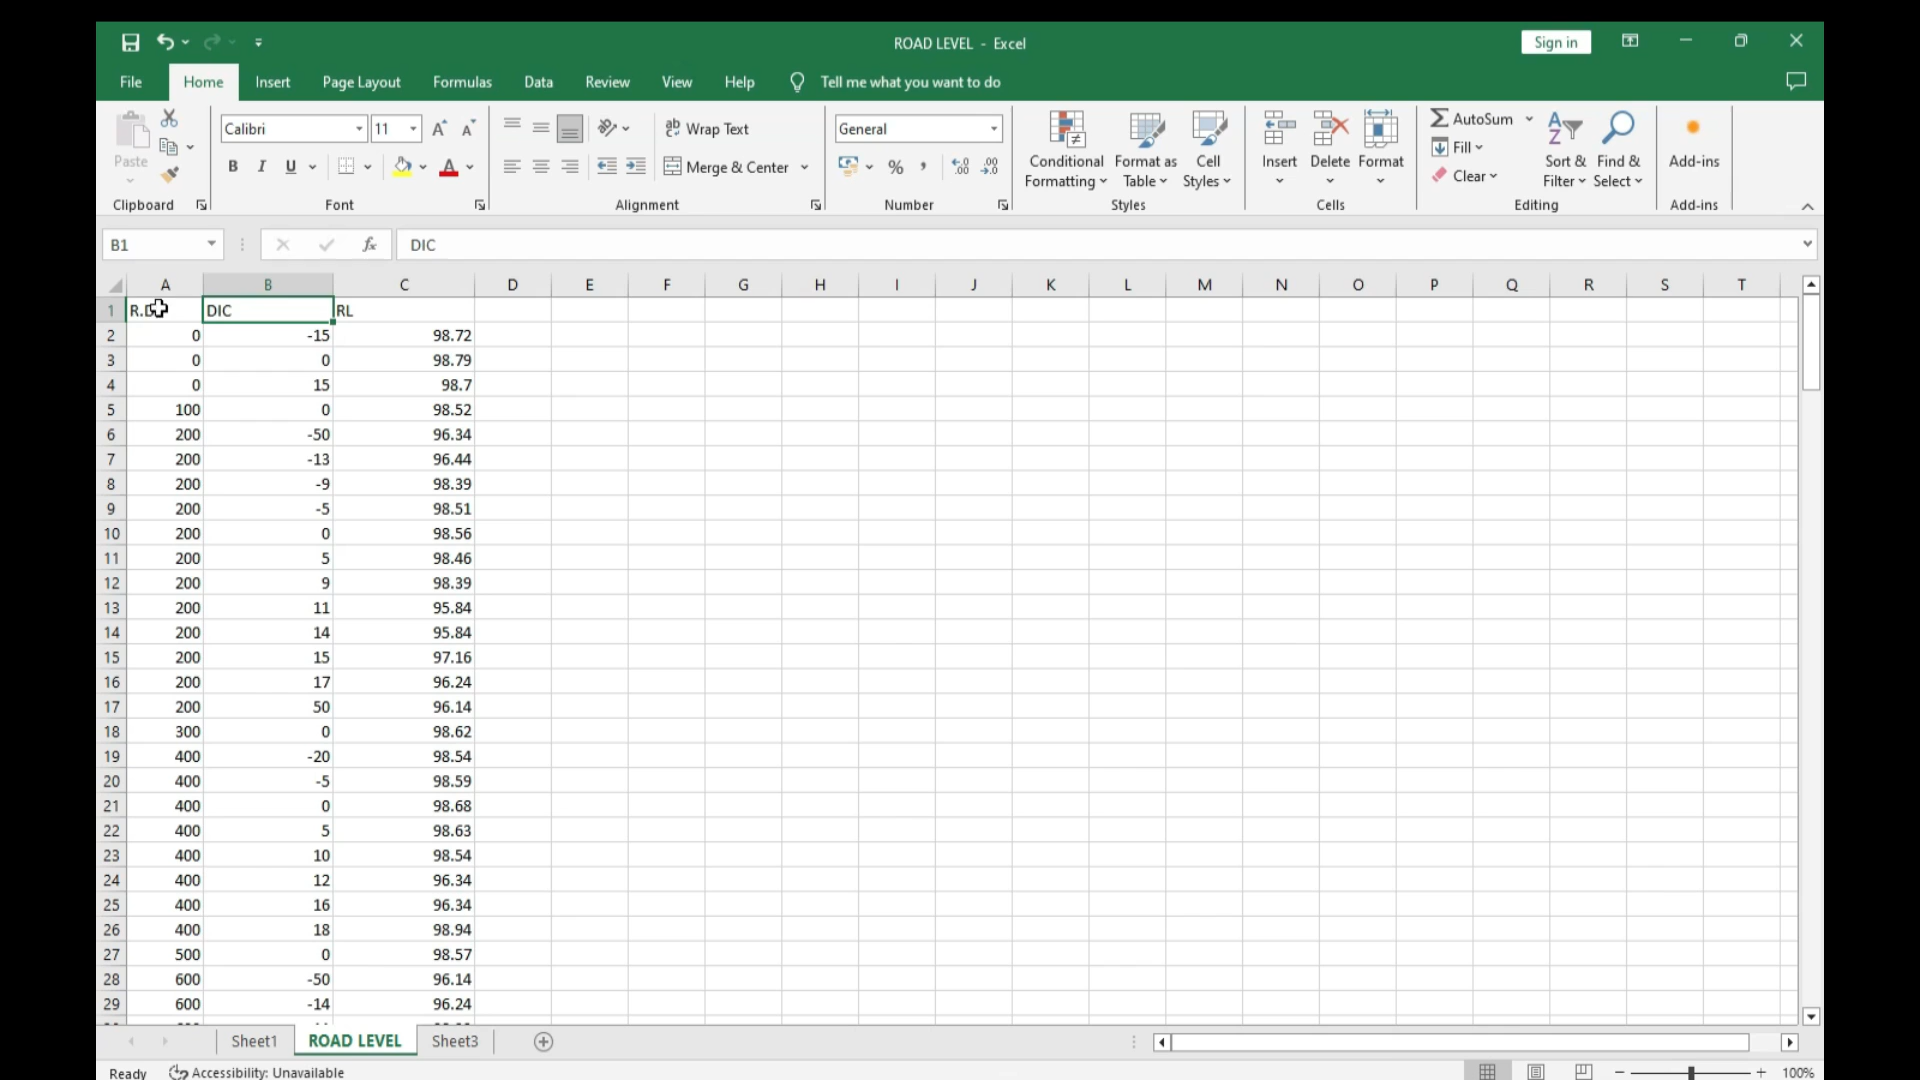 ROAD LEVEL - Excel
Sign in
File Home Insert Page Layout Formulas Data Review View Help Tell me what you want to do
Paste
Clipboard
Calibri 11
B I U
Font
Wrap Text
Merge & Center
Alignment
General
% ,
Number
Conditional Formatting
Format as Table
Cell Styles
Styles
Insert Delete Format
Cells
AutoSum
Fill
Clear
Sort & Filter
Find & Select
Editing
Add-ins
Add-ins
B1 fx DIC
A B C D E F G H I J K L M N O P Q R S T
1 DIC RL
2 0 -15 98.72
3 0 0 98.79
4 0 15 98.7
5 100 0 98.52
6 200 -50 96.34
7 200 -13 96.44
8 200 -9 98.39
9 200 -5 98.51
10 200 0 98.56
11 200 5 98.46
12 200 9 98.39
13 200 11 95.84
14 200 14 95.84
15 200 15 97.16
16 200 17 96.24
17 200 50 96.14
18 300 0 98.62
19 400 -20 98.54
20 400 -5 98.59
21 400 0 98.68
22 400 5 98.63
23 400 10 98.54
24 400 12 96.34
25 400 16 96.34
26 400 18 98.94
27 500 0 98.57
28 600 -50 96.14
29 600 -14 96.24
Sheet1 ROAD LEVEL Sheet3
Ready Accessibility: Unavailable 100%